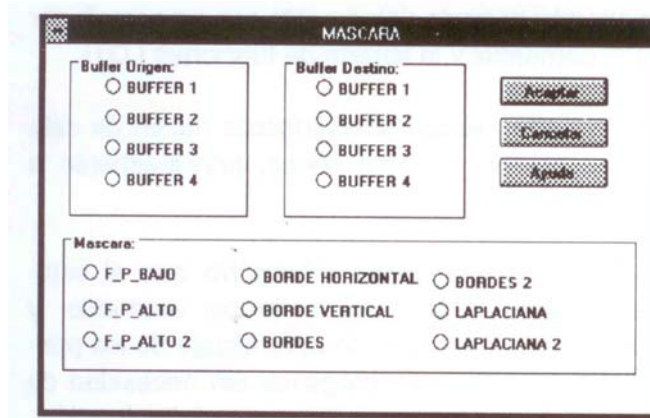 MASCARA
Buffer Origen:
BUFFER 1
BUFFER 2
BUFFER 3
BUFFER 4
Buffer Destino:
BUFFER 1
BUFFER 2
BUFFER 3
BUFFER 4
Aceptar
Cancelar
Ayuda
Mascara:
F_P_BAJO
F_P_ALTO
F_P_ALTO 2
BORDE HORIZONTAL
BORDE VERTICAL
BORDES
BORDES 2
LAPLACIANA
LAPLACIANA 2